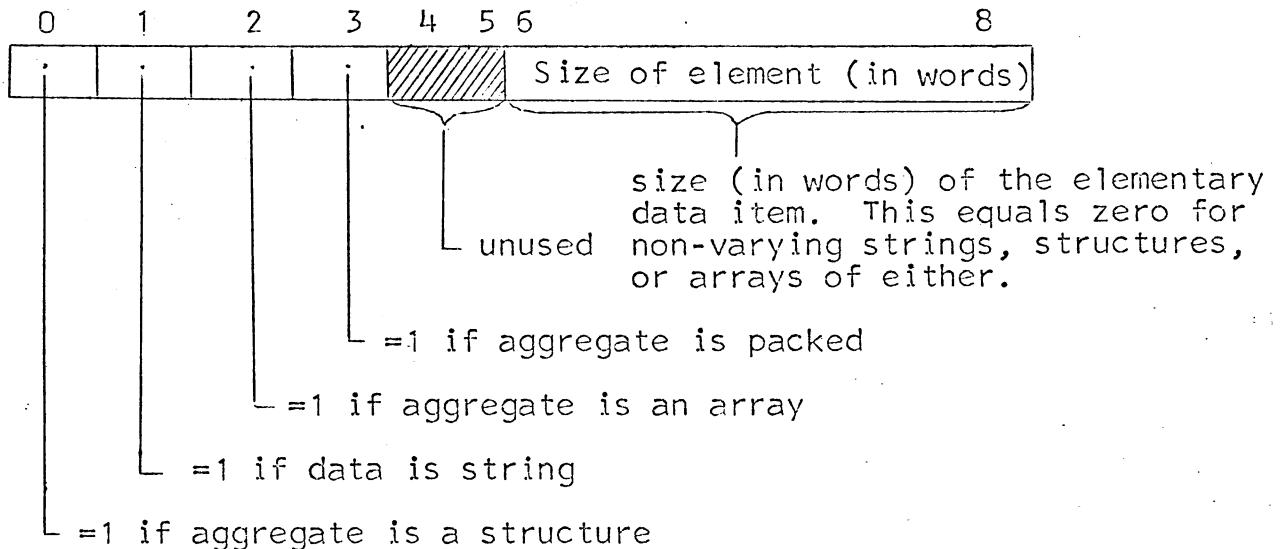 0 1 2 3 4 5 6 8
Size of element (in words)
size (in words) of the elementary
data item. This equals zero for
unused non-varying strings, structures,
or arrays of either.
=1 if aggregate is packed
=1 if aggregate is an array
=1 if data is string
=1 if aggregate is a structure